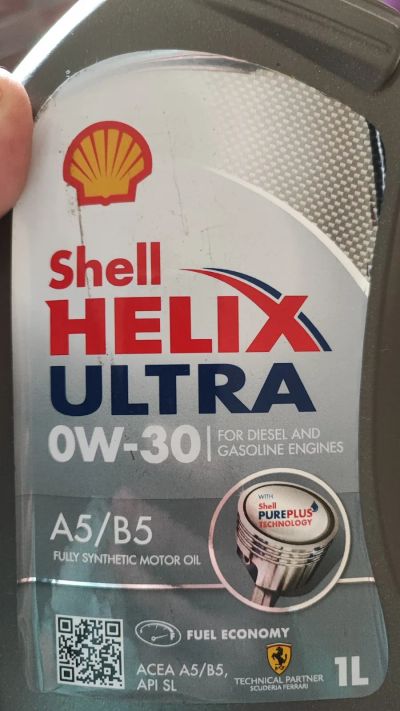 Shell
HELIX
ULTRA
0W-30
FOR DIESEL AND
GASOLINE ENGINES
WITH
Shell
PUREPLUS
TECHNOLOGY
A5/B5
FULLY SYNTHETIC MOTOR OIL
FUEL ECONOMY
ACEA A5/B5,
API SL
TECHNICAL PARTNER
SCUDERIA FERRARI
1L